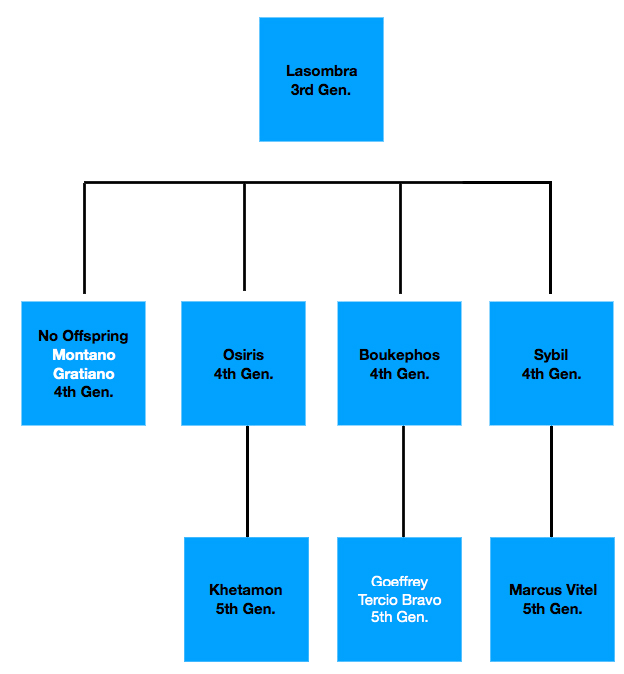 Lasombra
3rd Gen.
No Offspring
Montano
Gratiano
4th Gen.
Osiris
4th Gen.
Boukephos
4th Gen.
Sybil
4th Gen.
Khetamon
5th Gen.
Goeffrey
Tercio Bravo
5th Gen.
Marcus Vitel
5th Gen.